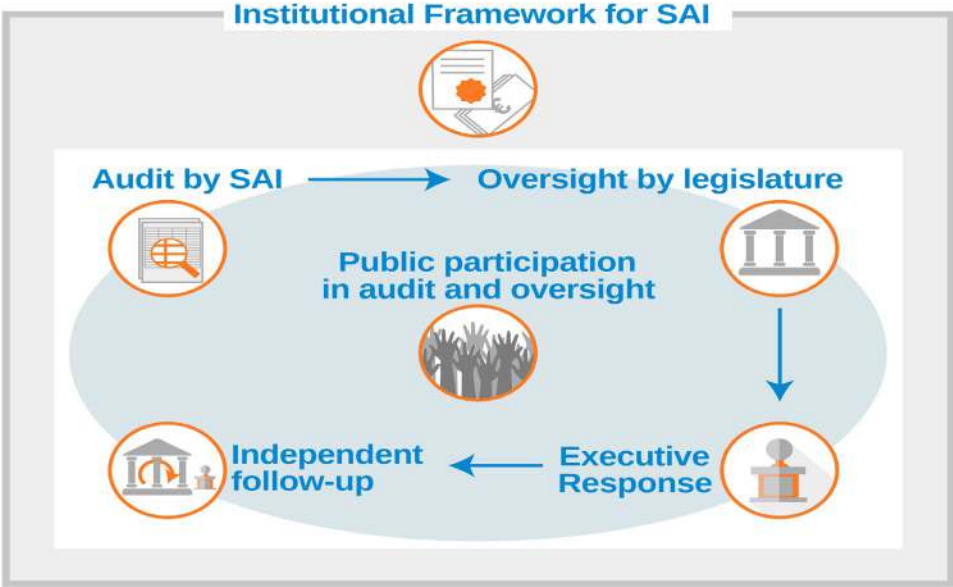 Institutional Framework for SAI
Audit by SAI
Oversight by legislature
Public participation
in audit and oversight
Independent
follow-up
Executive
Response